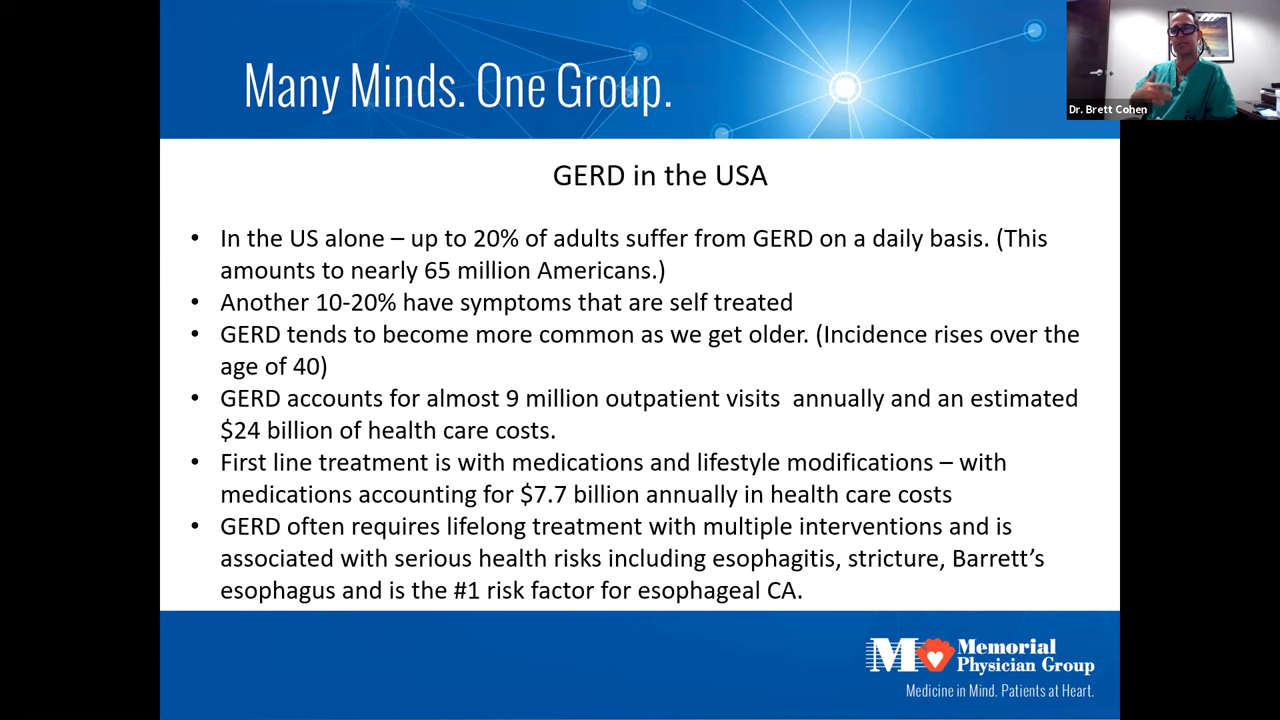 Many Minds. One Group.
Dr. Brett Cohen
GERD in the USA
• In the US alone – up to 20% of adults suffer from GERD on a daily basis. (This
amounts to nearly 65 million Americans.)
• Another 10-20% have symptoms that are self treated
• GERD tends to become more common as we get older. (Incidence rises over the
age of 40)
• GERD accounts for almost 9 million outpatient visits  annually and an estimated
$24 billion of health care costs.
• First line treatment is with medications and lifestyle modifications – with
medications accounting for $7.7 billion annually in health care costs
• GERD often requires lifelong treatment with multiple interventions and is
associated with serious health risks including esophagitis, stricture, Barrett’s
esophagus and is the #1 risk factor for esophageal CA.
M
Memorial
Physician Group
Medicine in Mind. Patients at Heart.